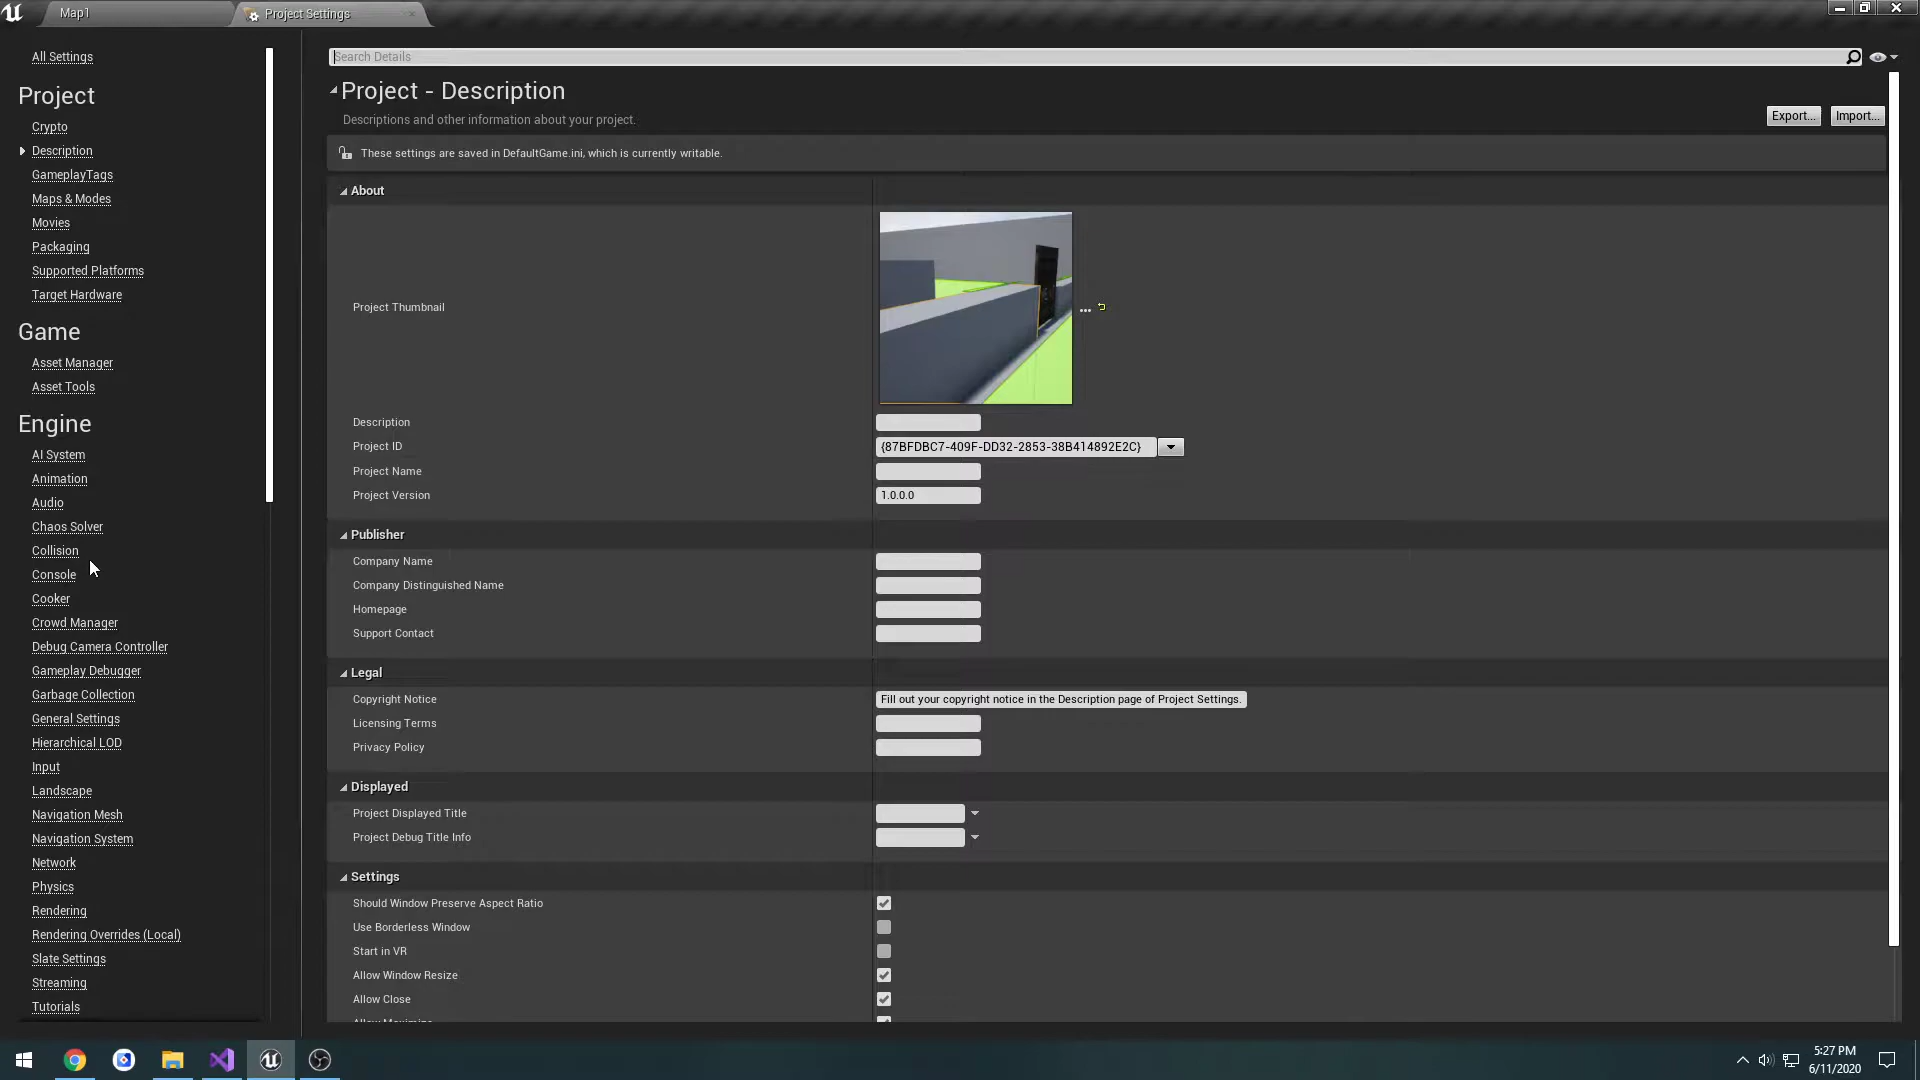 Map1
Project Settings
All Settings
Project
Crypto
Description
GameplayTags
Maps & Modes
Movies
Packaging
Supported Platforms
Target Hardware
Game
Asset Manager
Asset Tools
Engine
AI System
Animation
Audio
Chaos Solver
Collision
Console
Cooker
Crowd Manager
Debug Camera Controller
Gameplay Debugger
Garbage Collection
General Settings
Hierarchical LOD
Input
Landscape
Navigation Mesh
Navigation System
Network
Physics
Rendering
Rendering Overrides (Local)
Slate Settings
Streaming
Tutorials
Search Details
Project - Description
Descriptions and other information about your project.
Export...
Import...
These settings are saved in DefaultGame.ini, which is currently writable.
About
Project Thumbnail
Description
Project ID
{87BFDBC7-409F-DD32-2853-38B414892E2C}
Project Name
Project Version
1.0.0.0
Publisher
Company Name
Company Distinguished Name
Homepage
Support Contact
Legal
Copyright Notice
Fill out your copyright notice in the Description page of Project Settings.
Licensing Terms
Privacy Policy
Displayed
Project Displayed Title
Project Debug Title Info
Settings
Should Window Preserve Aspect Ratio
Use Borderless Window
Start in VR
Allow Window Resize
Allow Close
Allow Maximize
5:27 PM
6/11/2020